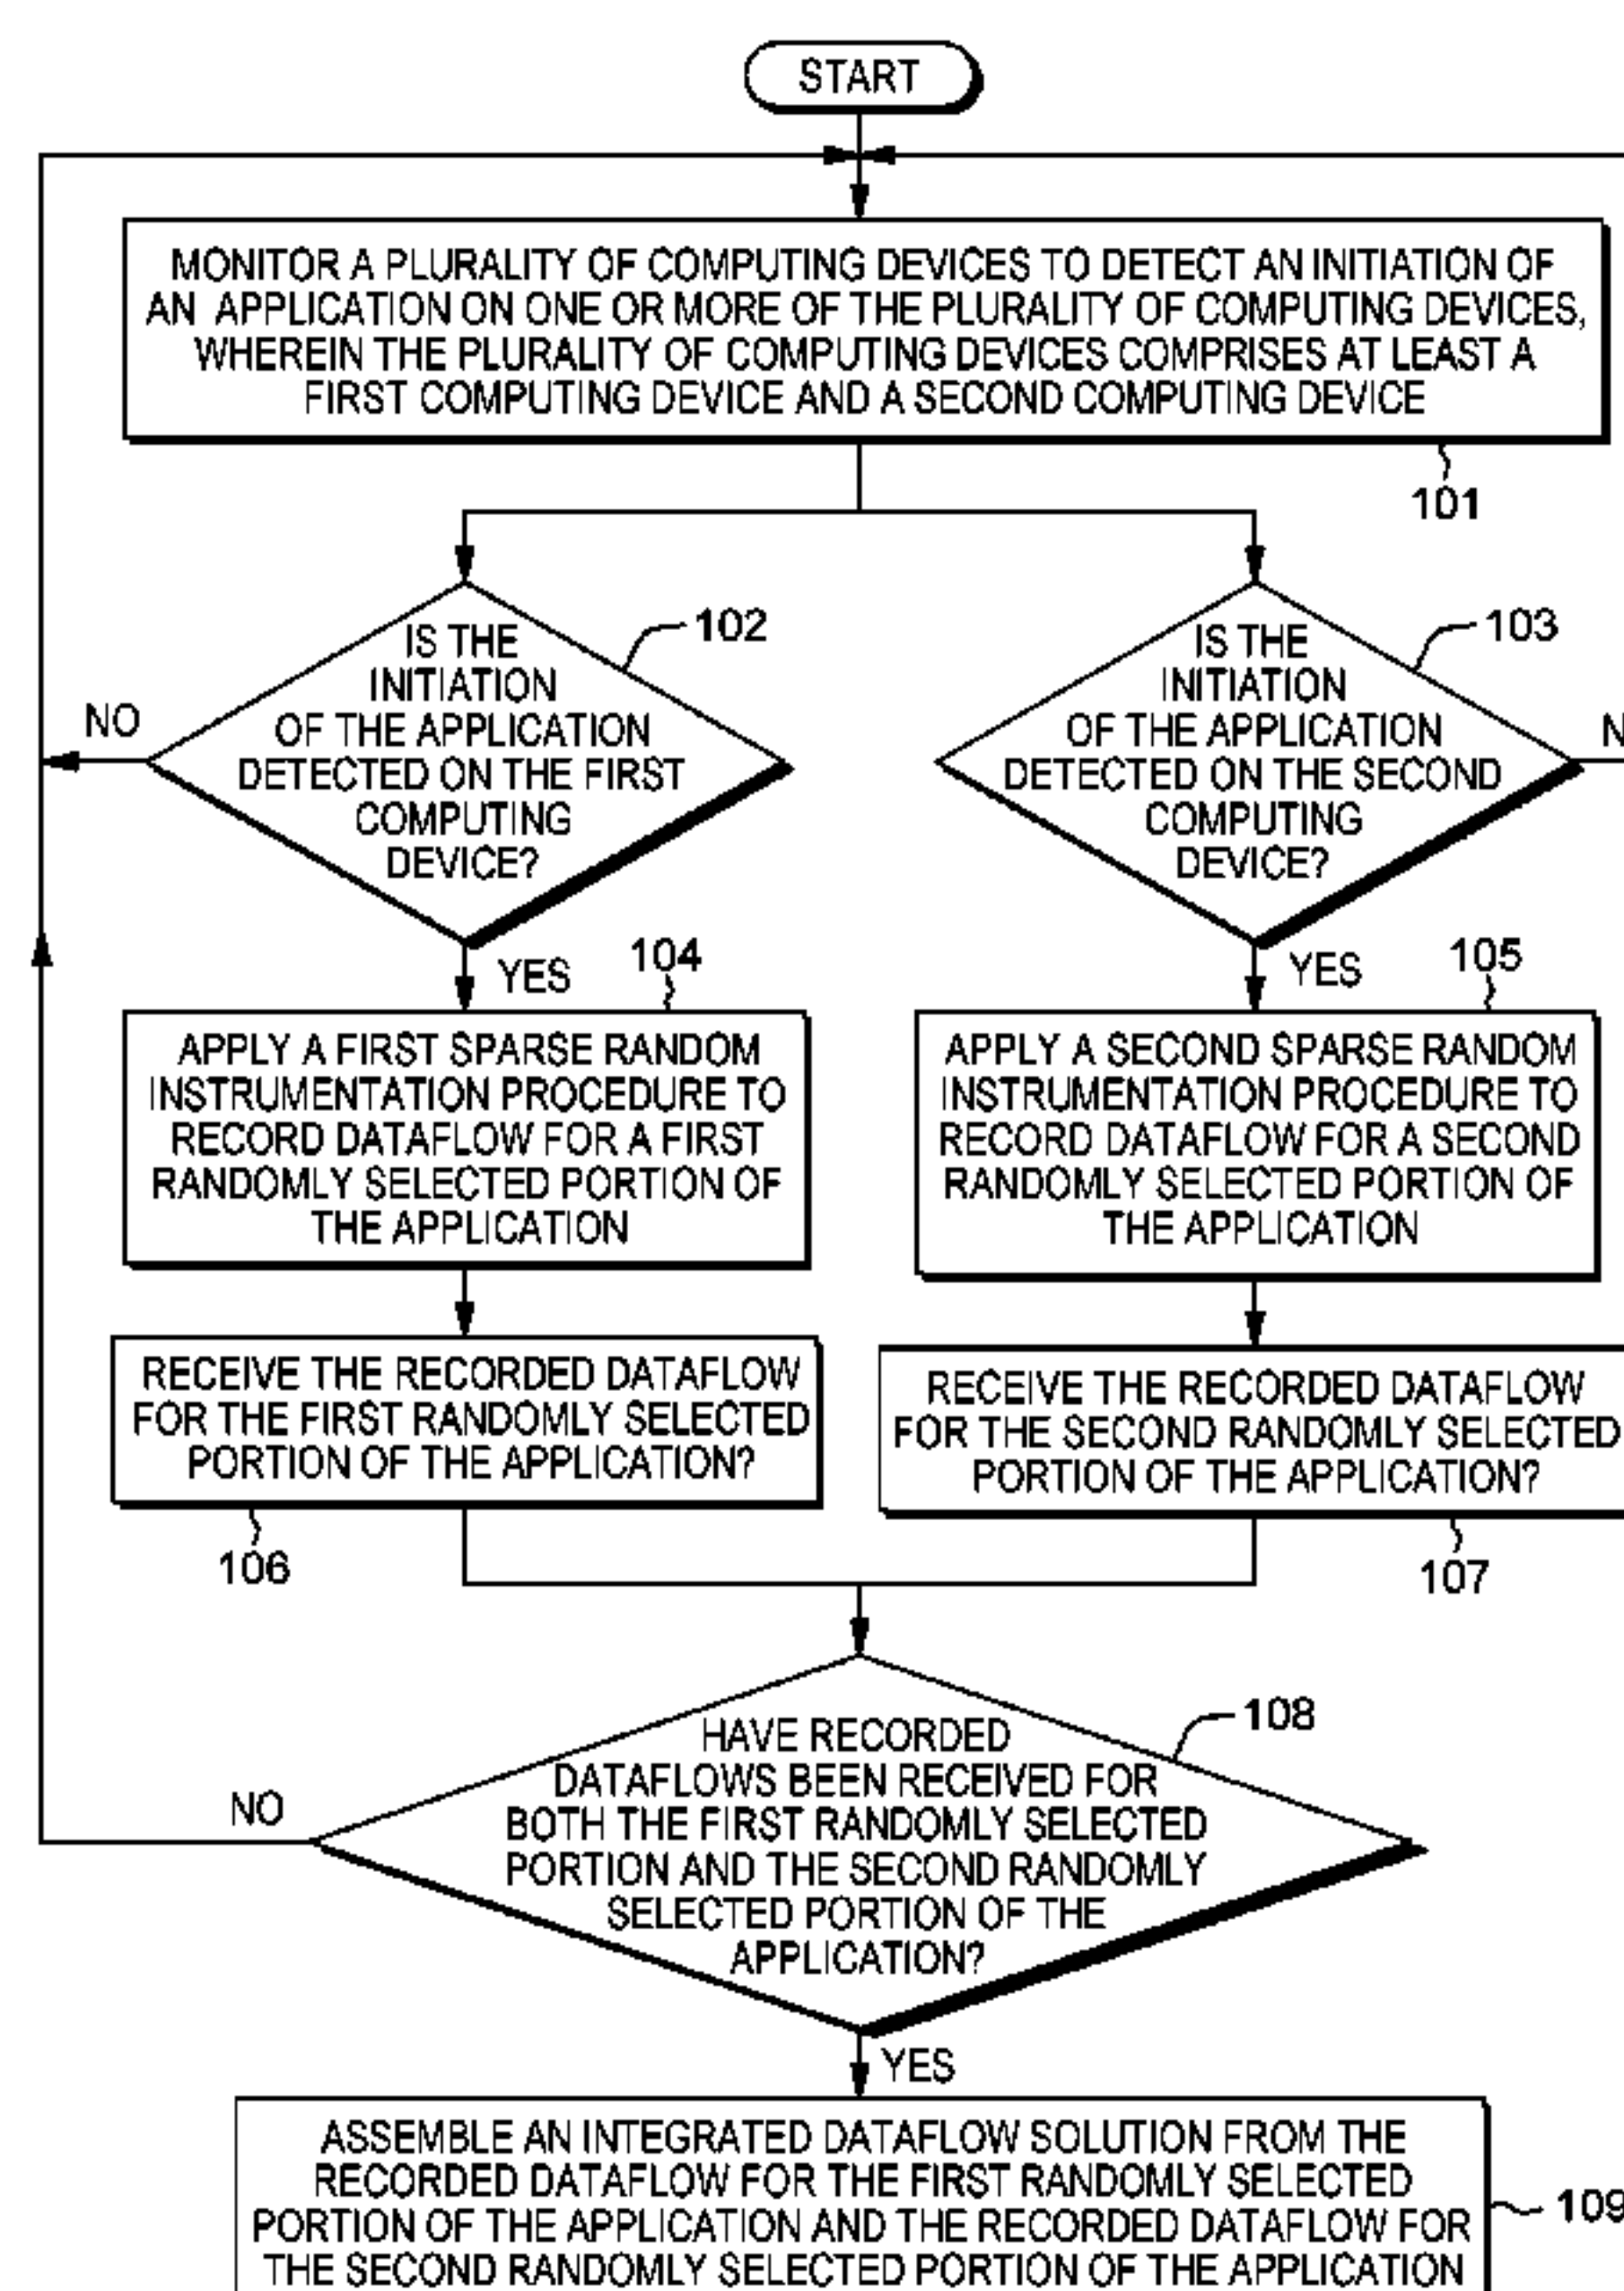 START
MONITOR A PLURALITY OF COMPUTING DEVICES TO DETECT AN INITIATION OF
AN APPLICATION ON ONE OR MORE OF THE PLURALITY OF COMPUTING DEVICES,
WHEREIN THE PLURALITY OF COMPUTING DEVICES COMPRISES AT LEAST A
FIRST COMPUTING DEVICE AND A SECOND COMPUTING DEVICE
101
IS THE
INITIATION
OF THE APPLICATION
DETECTED ON THE FIRST
COMPUTING
DEVICE?
102
NO
YES
IS THE
INITIATION
OF THE APPLICATION
DETECTED ON THE SECOND
COMPUTING
DEVICE?
103
YES
104
APPLY A FIRST SPARSE RANDOM
INSTRUMENTATION PROCEDURE TO
RECORD DATAFLOW FOR A FIRST
RANDOMLY SELECTED PORTION OF
THE APPLICATION
105
APPLY A SECOND SPARSE RANDOM
INSTRUMENTATION PROCEDURE TO
RECORD DATAFLOW FOR A SECOND
RANDOMLY SELECTED PORTION OF
THE APPLICATION
RECEIVE THE RECORDED DATAFLOW
FOR THE FIRST RANDOMLY SELECTED
PORTION OF THE APPLICATION?
106
RECEIVE THE RECORDED DATAFLOW
FOR THE SECOND RANDOMLY SELECTED
PORTION OF THE APPLICATION?
107
HAVE RECORDED
DATAFLOWS BEEN RECEIVED FOR
BOTH THE FIRST RANDOMLY SELECTED
PORTION AND THE SECOND RANDOMLY
SELECTED PORTION OF THE
APPLICATION?
108
NO
YES
ASSEMBLE AN INTEGRATED DATAFLOW SOLUTION FROM THE
RECORDED DATAFLOW FOR THE FIRST RANDOMLY SELECTED
PORTION OF THE APPLICATION AND THE RECORDED DATAFLOW FOR
THE SECOND RANDOMLY SELECTED PORTION OF THE APPLICATION
109